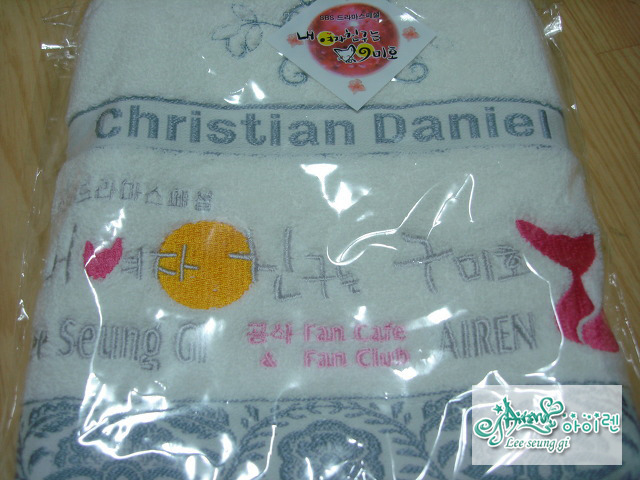 SBS 드라마스페셜
내 여자친구는
구미호
Christian Daniel
드라마스페셜
내 여자친구는 구미호
Lee Seung Gi 공식 Fan Cafe & Fan Club AIREN
Airen 아이렌
Lee seung gi